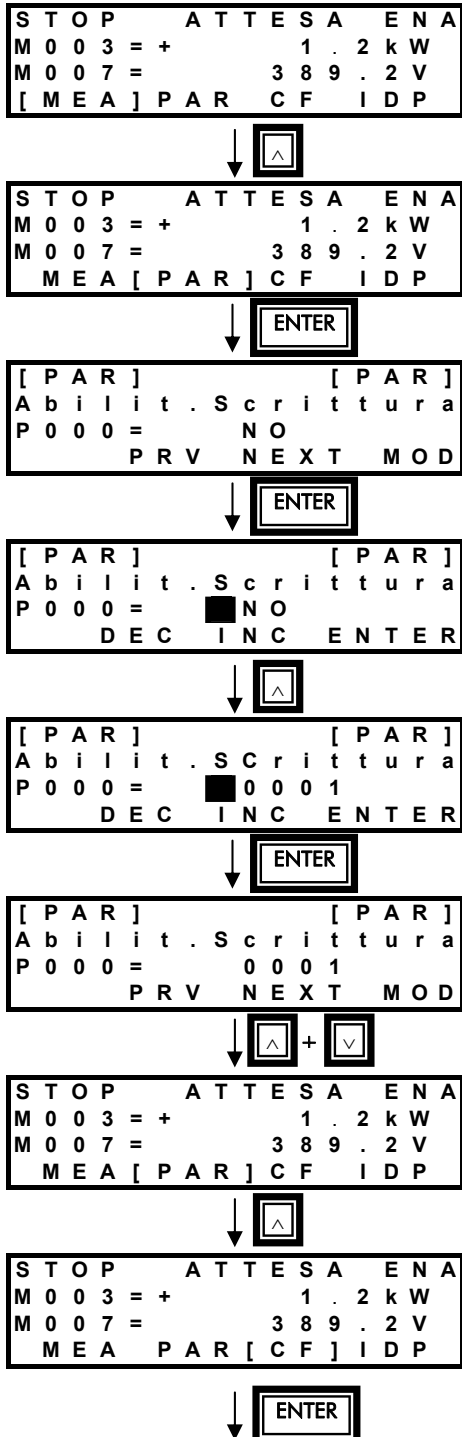 STOP ATTESA ENA
M003=+ 1.2kW
M007= 389.2V
[MEA]PAR CF IDP
∧
STOP ATTESA ENA
M003=+ 1.2kW
M007= 389.2V
MEA[PAR]CF IDP
ENTER
[PAR] [PAR]
Abilit.Scrittura
P000= NO
PRV NEXT MOD
ENTER
[PAR] [PAR]
Abilit.Scrittura
P000= █NO
DEC INC ENTER
∧
[PAR] [PAR]
Abilit.SCrittura
P000= █0001
DEC INC ENTER
ENTER
[PAR] [PAR]
Abilit.Scrittura
P000= 0001
PRV NEXT MOD
∧ + ∨
STOP ATTESA ENA
M003=+ 1.2kW
M007= 389.2V
MEA[PAR]CF IDP
∧
STOP ATTESA ENA
M003=+ 1.2kW
M007= 389.2V
MEA PAR[CF]IDP
ENTER